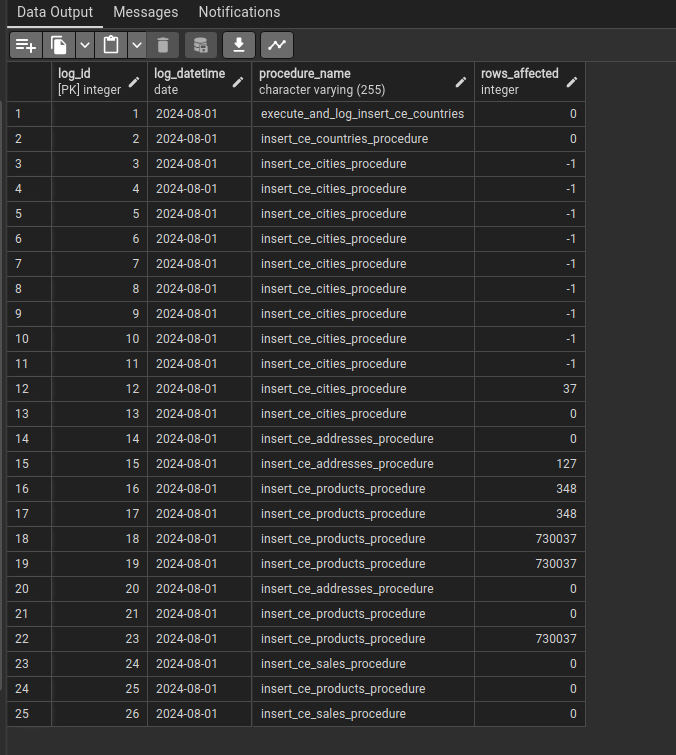 Data Output Messages Notifications
log_id log_datetime procedure_name rows_affected
[PK] integer date character varying (255) integer
1 1 2024-08-01 execute_and_log_insert_ce_countries 0
2 2 2024-08-01 insert_ce_countries_procedure 0
3 3 2024-08-01 insert_ce_cities_procedure -1
4 4 2024-08-01 insert_ce_cities_procedure -1
5 5 2024-08-01 insert_ce_cities_procedure -1
6 6 2024-08-01 insert_ce_cities_procedure -1
7 7 2024-08-01 insert_ce_cities_procedure -1
8 8 2024-08-01 insert_ce_cities_procedure -1
9 9 2024-08-01 insert_ce_cities_procedure -1
10 10 2024-08-01 insert_ce_cities_procedure -1
11 11 2024-08-01 insert_ce_cities_procedure -1
12 12 2024-08-01 insert_ce_cities_procedure 37
13 13 2024-08-01 insert_ce_cities_procedure 0
14 14 2024-08-01 insert_ce_addresses_procedure 0
15 15 2024-08-01 insert_ce_addresses_procedure 127
16 16 2024-08-01 insert_ce_products_procedure 348
17 17 2024-08-01 insert_ce_products_procedure 348
18 18 2024-08-01 insert_ce_products_procedure 730037
19 19 2024-08-01 insert_ce_products_procedure 730037
20 20 2024-08-01 insert_ce_addresses_procedure 0
21 21 2024-08-01 insert_ce_products_procedure 0
22 23 2024-08-01 insert_ce_products_procedure 730037
23 24 2024-08-01 insert_ce_sales_procedure 0
24 25 2024-08-01 insert_ce_products_procedure 0
25 26 2024-08-01 insert_ce_sales_procedure 0